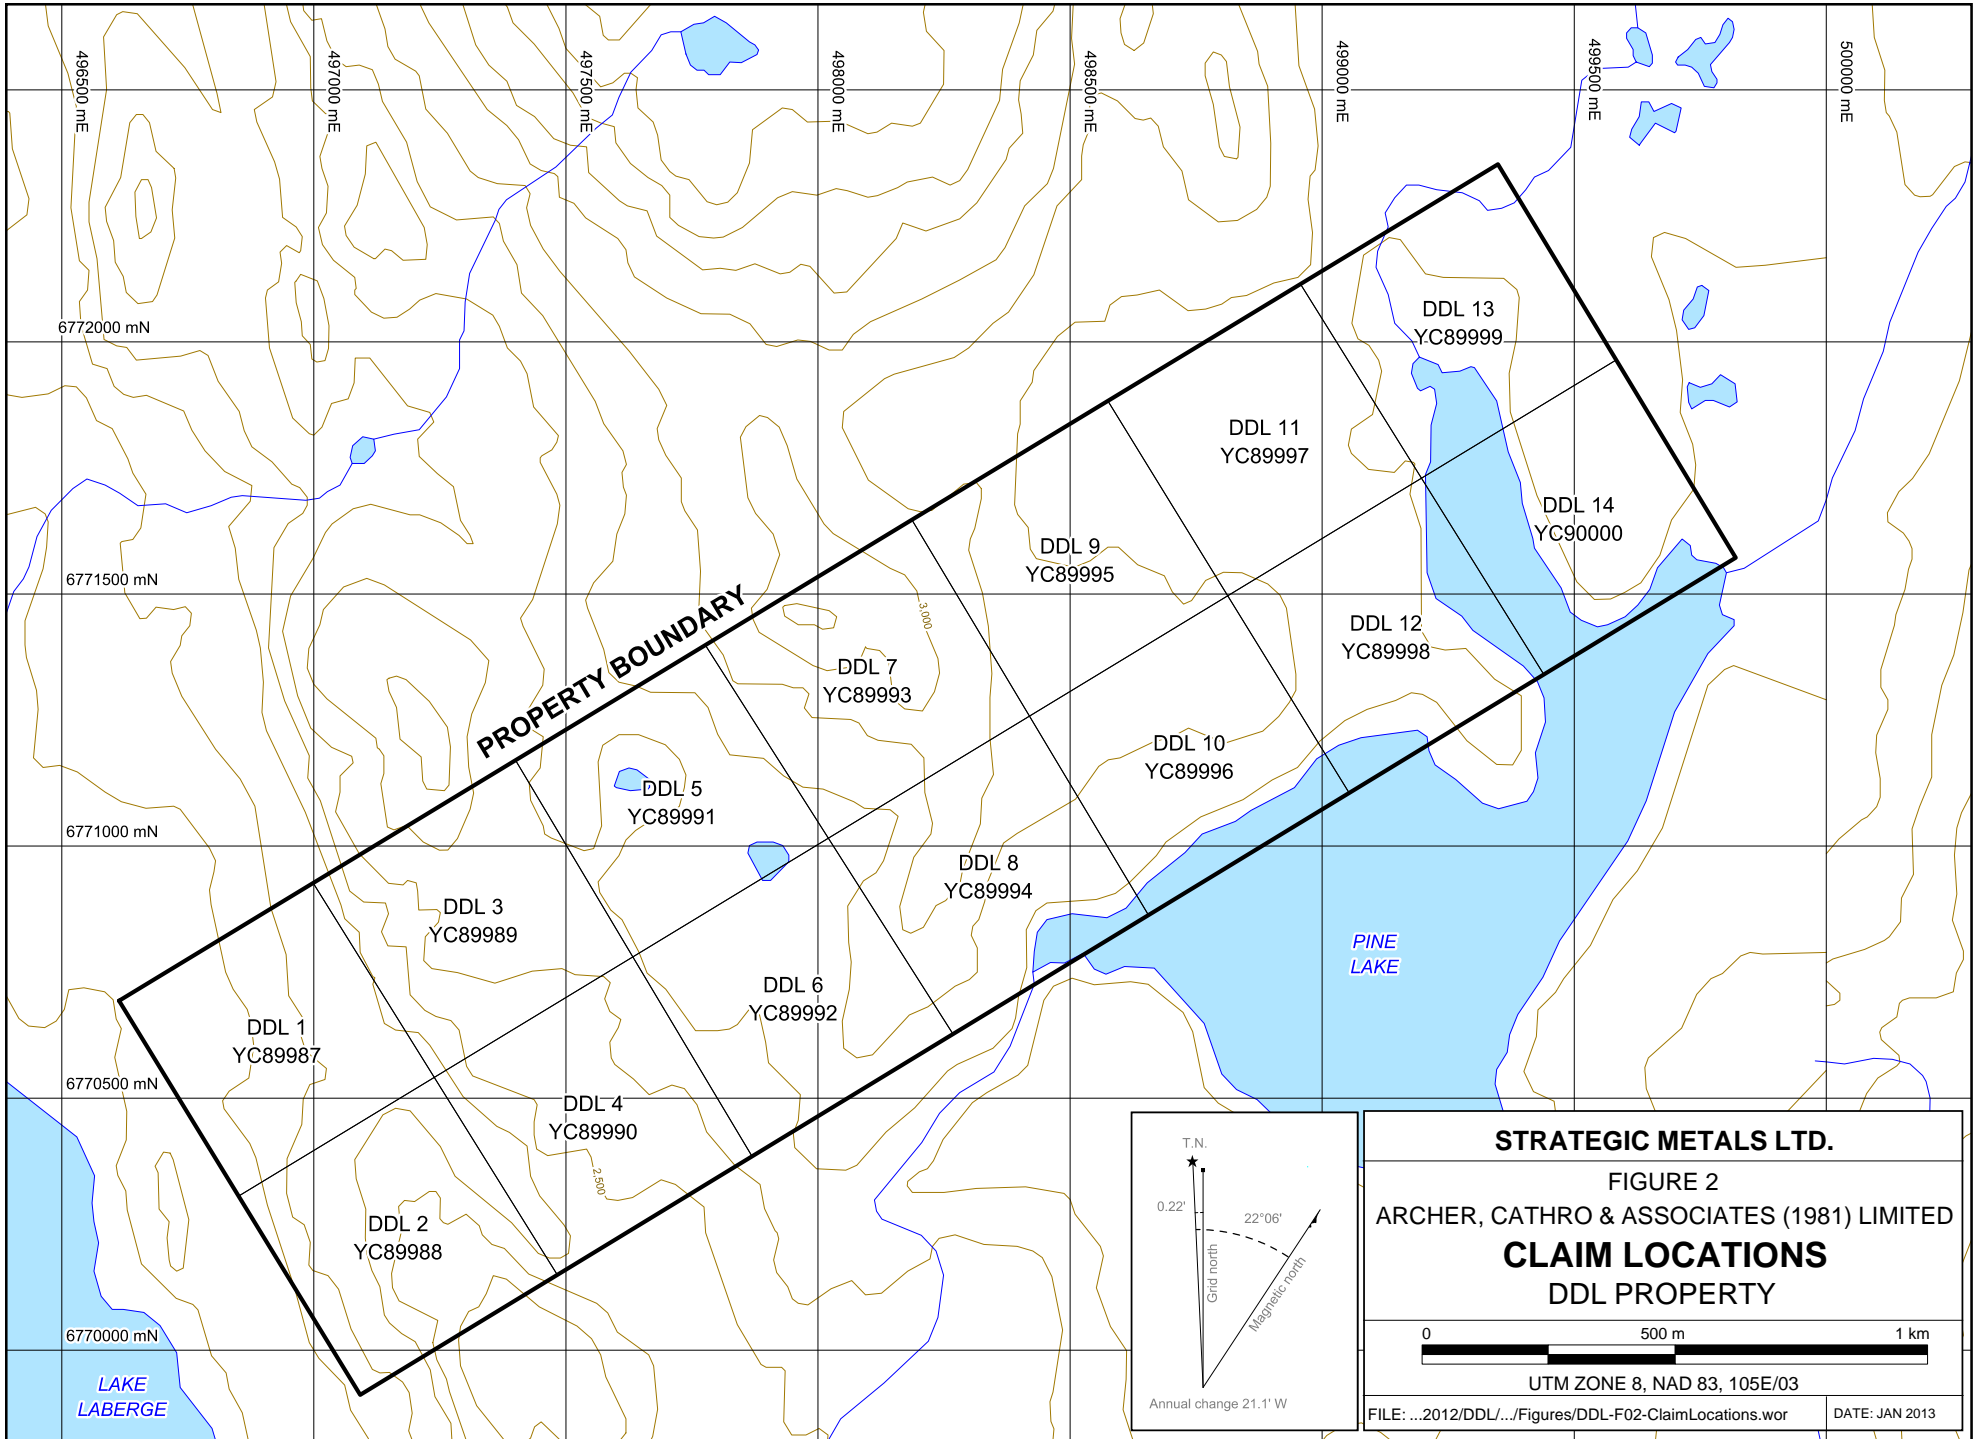 496500 mE
497000 mE
497500 mE
498000 mE
498500 mE
499000 mE
499500 mE
500000 mE
6772000 mN
6771500 mN
6771000 mN
6770500 mN
6770000 mN
PROPERTY BOUNDARY
DDL 13
YC89999
DDL 11
YC89997
DDL 14
YC90000
DDL 9
YC89995
DDL 12
YC89998
3,000
DDL 7
YC89993
DDL 10
YC89996
DDL 5
YC89991
DDL 8
YC89994
DDL 3
YC89989
DDL 6
YC89992
DDL 1
YC89987
DDL 4
YC89990
2,500
DDL 2
YC89988
PINE
LAKE
LAKE
LABERGE
T.N.
0.22'
22°06'
Grid north
Magnetic north
Annual change 21.1' W
STRATEGIC METALS LTD.
FIGURE 2
ARCHER, CATHRO & ASSOCIATES (1981) LIMITED
CLAIM LOCATIONS
DDL PROPERTY
0 500 m 1 km
UTM ZONE 8, NAD 83, 105E/03
FILE: ...2012/DDL/.../Figures/DDL-F02-ClaimLocations.wor
DATE: JAN 2013